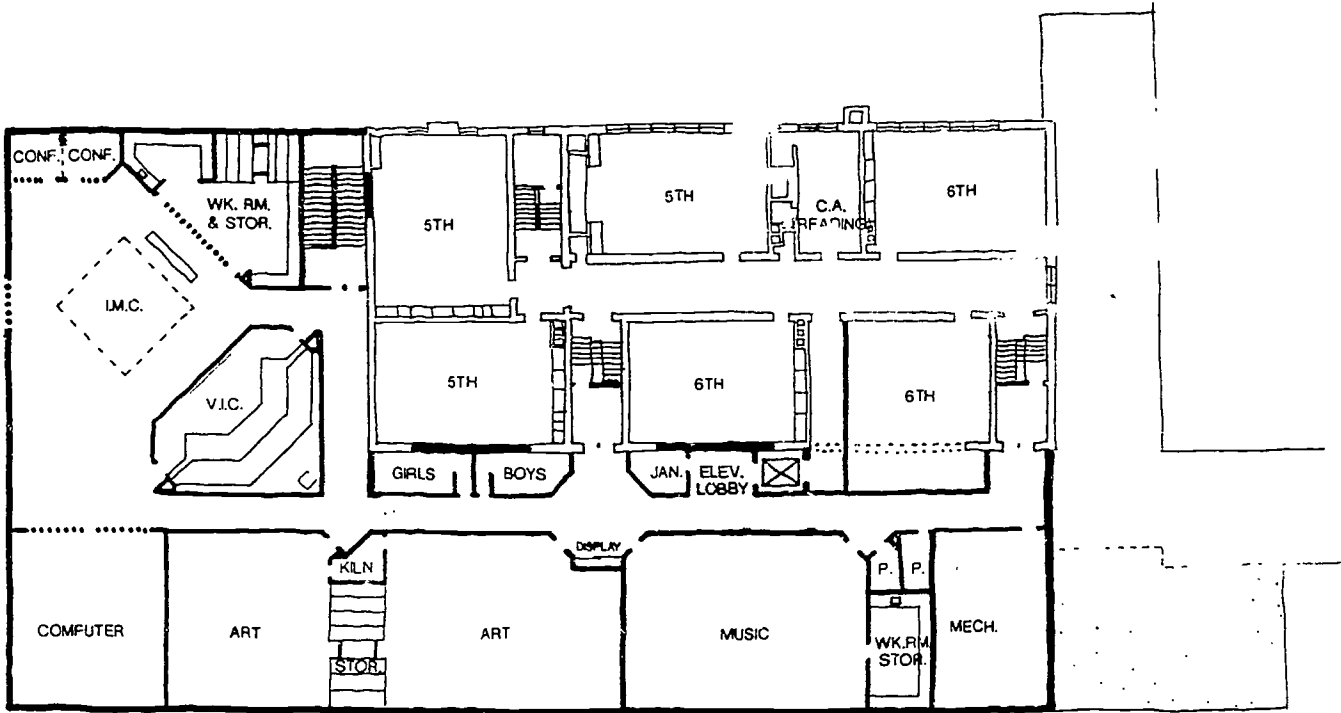 CONF. CONF.
WK. RM.
& STOR.
5TH
5TH
C.A.
(READING)
6TH
I.M.C.
V.I.C.
5TH
6TH
6TH
GIRLS
BOYS
JAN.
ELEV.
LOBBY
DISPLAY
KILN
P.
P.
COMPUTER
ART
STOR.
ART
MUSIC
WK.RM.
STOR.
MECH.